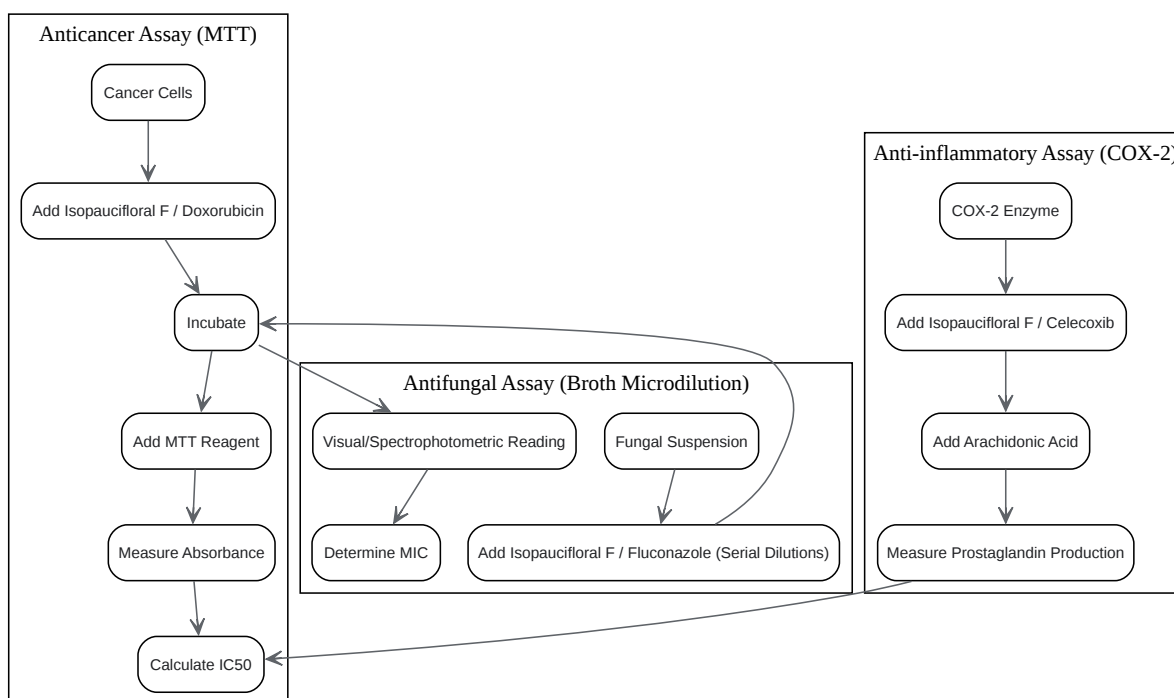 Anticancer Assay (MTT)
Cancer Cells
Add Isopaucifloral F / Doxorubicin
Incubate
Add MTT Reagent
Measure Absorbance
Calculate IC50
Antifungal Assay (Broth Microdilution)
Visual/Spectrophotometric Reading
Fungal Suspension
Determine MIC
Add Isopaucifloral F / Fluconazole (Serial Dilutions)
Anti-inflammatory Assay (COX-2)
COX-2 Enzyme
Add Isopaucifloral F / Celecoxib
Add Arachidonic Acid
Measure Prostaglandin Production